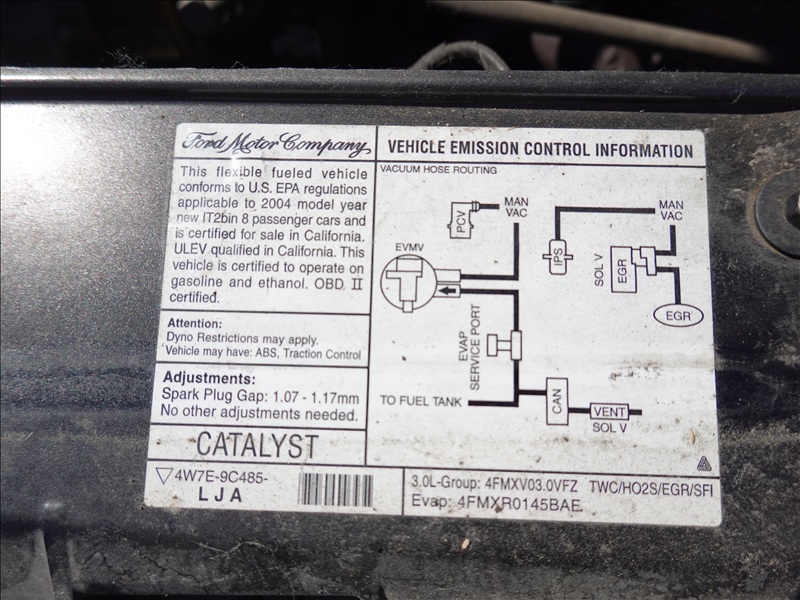 Ford Motor Company
This flexible fueled vehicle
conforms to U.S. EPA regulations
applicable to 2004 model year
new IT2bin 8 passenger cars and
is certified for sale in California.
ULEV qualified in California. This
vehicle is certified to operate on
gasoline and ethanol. OBD II
certified.
Attention:
Dyno Restrictions may apply.
Vehicle may have: ABS, Traction Control
Adjustments:
Spark Plug Gap: 1.07 - 1.17mm
No other adjustments needed.
CATALYST
4W7E-9C485-
LJA
VEHICLE EMISSION CONTROL INFORMATION
VACUUM HOSE ROUTING
PCV
MAN
VAC
EVMV
IPS
MAN
VAC
SOL V
EGR
EGR
EVAP
SERVICE PORT
TO FUEL TANK
CAN
VENT
SOL V
3.0L-Group: 4FMXV03.0VFZ TWC/HO2S/EGR/SFI
Evap: 4FMXR0145BAE